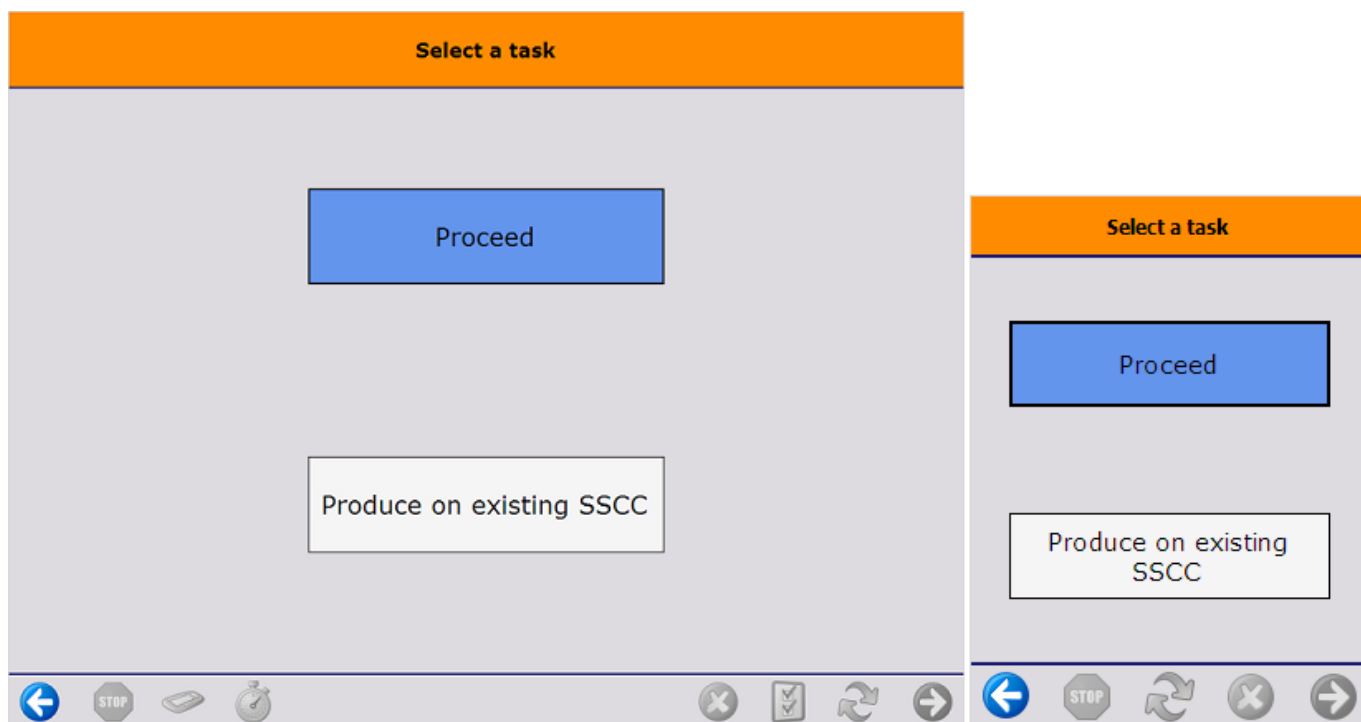 Select a task
Proceed
Produce on existing SSCC
STOP
Select a task
Proceed
Produce on existing
SSCC
STOP